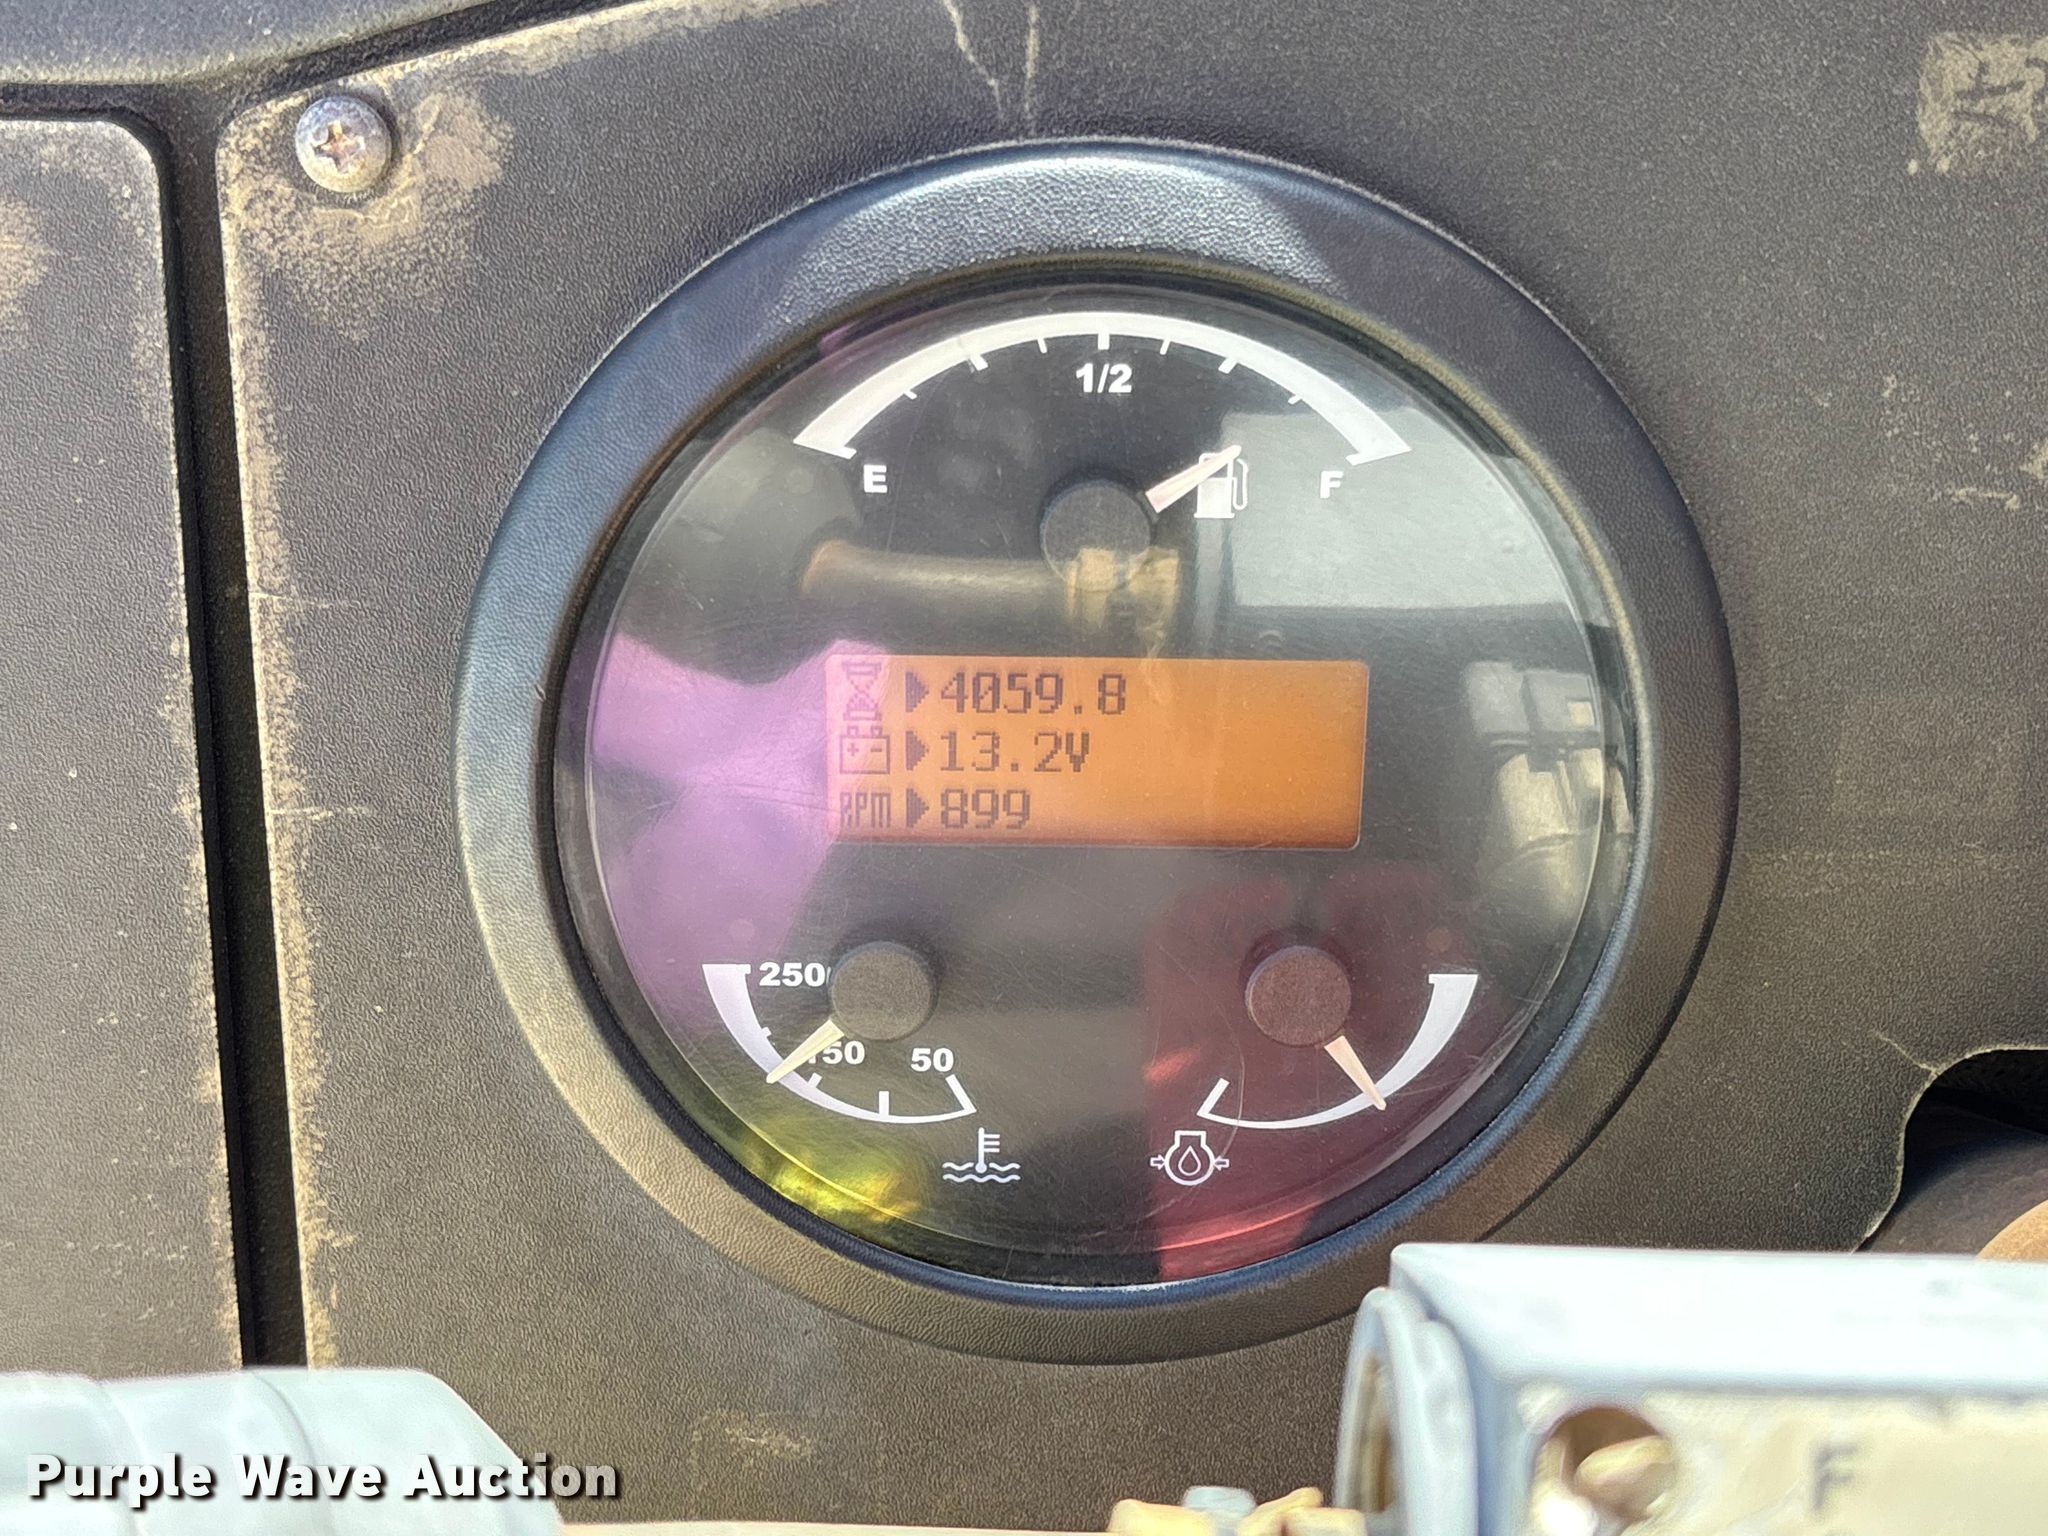 1/2
E
F
4059.8
13.2V
RPM 899
250
150
50
F
Purple Wave Auction